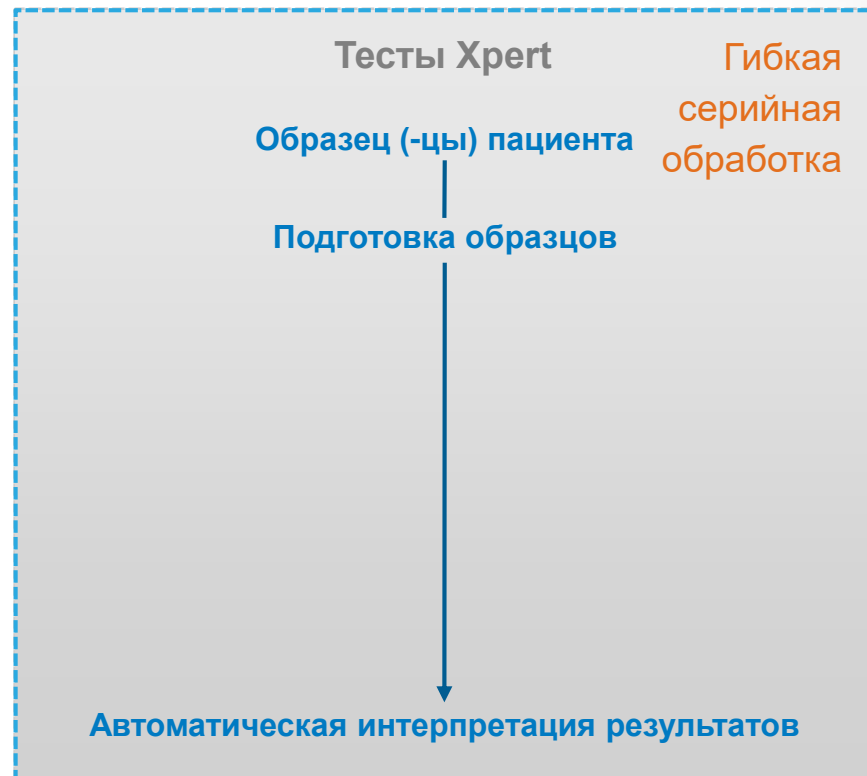 Тесты Xpert
Гибкая
серийная
обработка
Образец (-цы) пациента
Подготовка образцов
Автоматическая интерпретация результатов